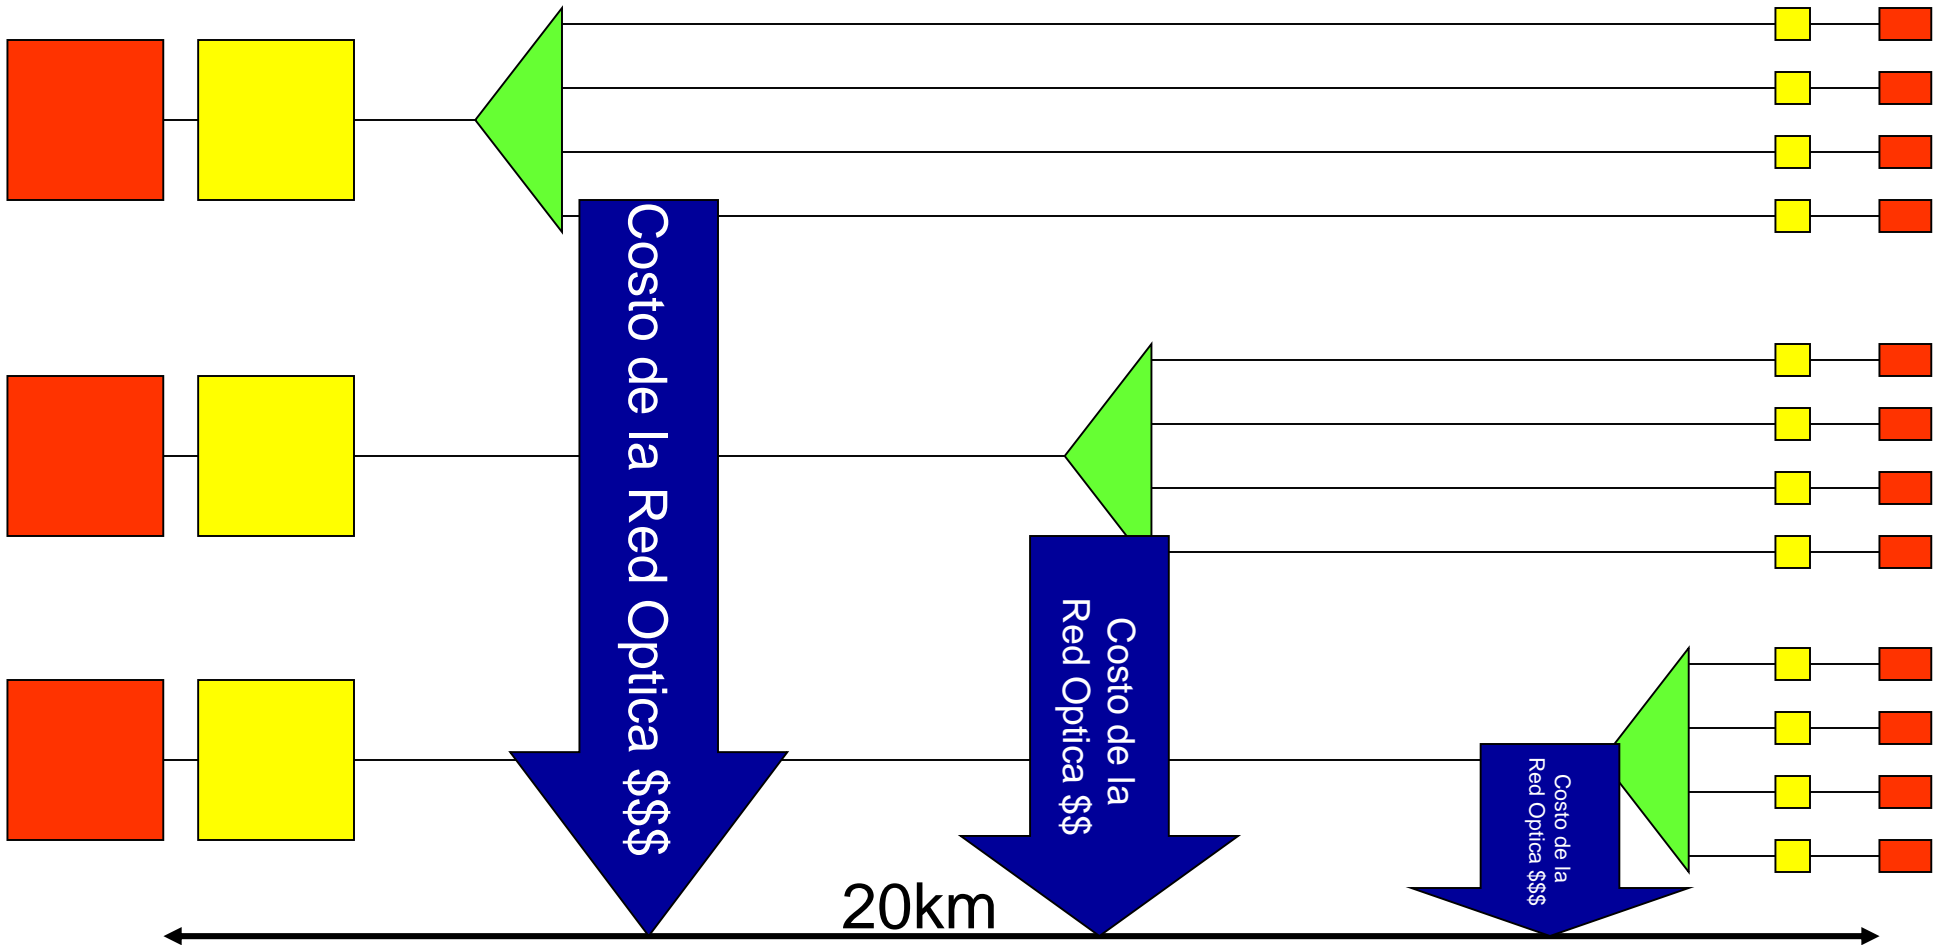 Costo de la Red Optica $$$
Costo de la
Red Optica $$
Costo de la
Red Optica $$$
20km